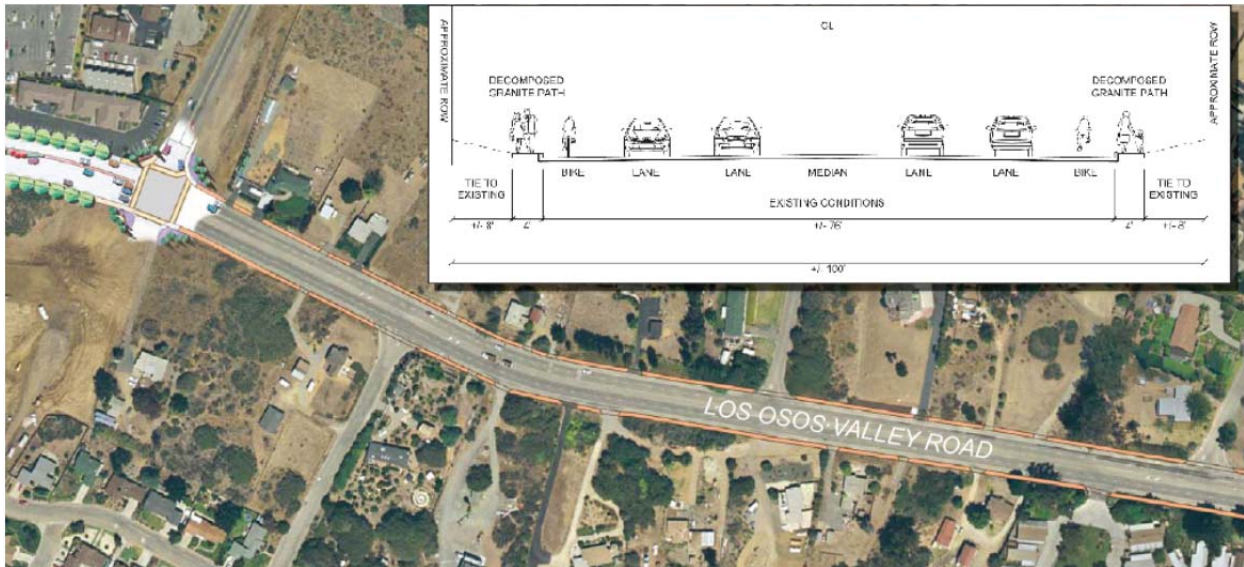 APPROXIMATE ROW
CL
APPROXIMATE ROW
DECOMPOSED
GRANITE PATH
DECOMPOSED
GRANITE PATH
BIKE LANE LANE MEDIAN LANE LANE BIKE
TIE TO
EXISTING
TIE TO
EXISTING
EXISTING CONDITIONS
+/- 8' 4' +/- 76' 4' +/- 8'
+/- 100'
LOS OSOS VALLEY ROAD